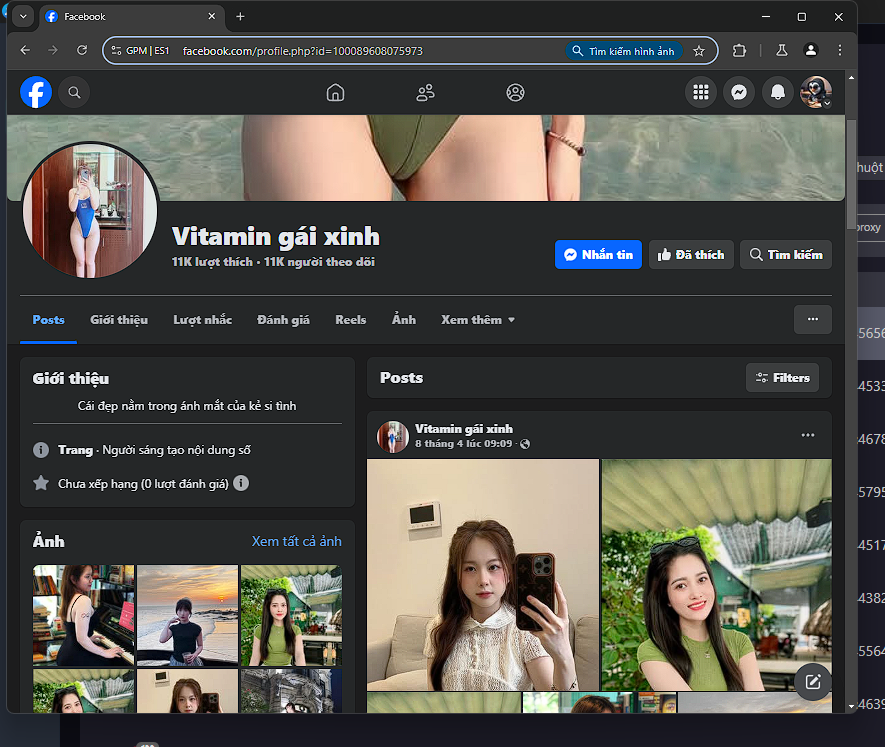 Facebook
GPM | ES1
facebook.com/profile.php?id=100089608075973
Tìm kiếm hình ảnh
huột
proxy
Vitamin gái xinh
11K lượt thích • 11K người theo dõi
Nhắn tin
Đã thích
Tìm kiếm
Posts
Giới thiệu
Lượt nhắc
Đánh giá
Reels
Ảnh
Xem thêm
5656
Giới thiệu
Cái đẹp nằm trong ánh mắt của kẻ si tình
Trang · Người sáng tạo nội dung số
Chưa xếp hạng (0 lượt đánh giá)
Posts
Filters
4533
Vitamin gái xinh
8 tháng 4 lúc 09:09 ·
4678
5795
Ảnh
Xem tất cả ảnh
4517
4382
5564
4639